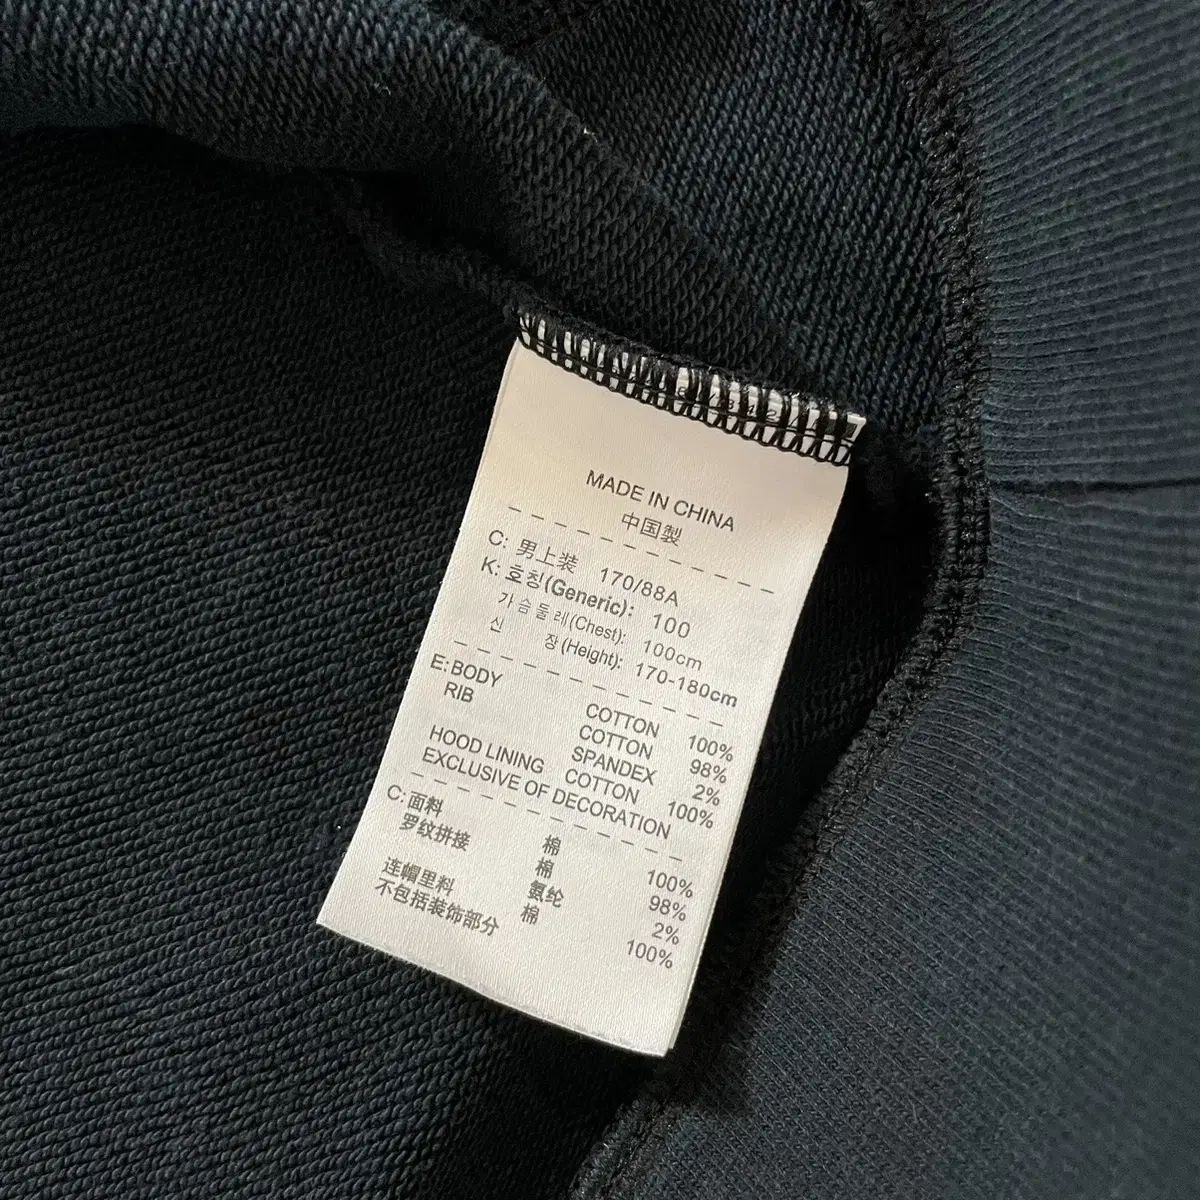 MADE IN CHINA
中国製
C: 男上装 170/88A
K: 호칭(Generic): 100
가슴둘레(Chest): 100cm
신 장(Height): 170-180cm
E: BODY COTTON 100%
RIB COTTON 98%
SPANDEX 2%
HOOD LINING COTTON 100%
EXCLUSIVE OF DECORATION
C: 面料 棉 100%
罗纹拼接 棉 98%
氨纶 2%
连帽里料 棉 100%
不包括装饰部分